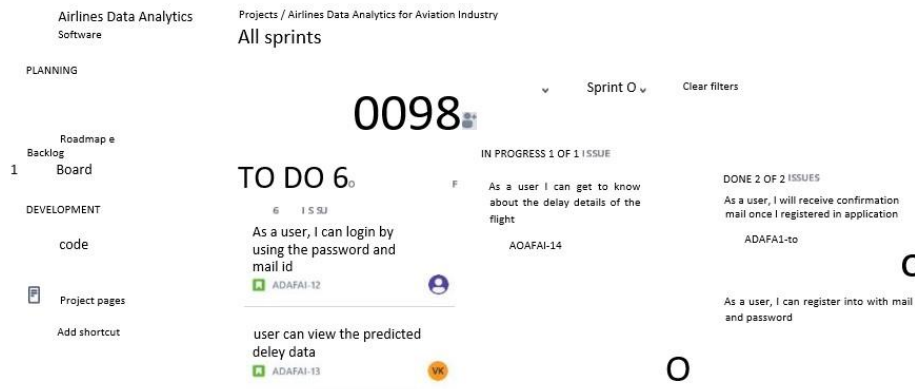 Airlines Data Analytics
Software
PLANNING
Roadmap e
Backlog
1 Board
DEVELOPMENT
code
Project pages
Add shortcut
Projects / Airlines Data Analytics for Aviation Industry
All sprints
0098
Sprint O
Clear filters
TO DO 6
F
6 I S SU
As a user, I can login by
using the password and
mail id
ADAFAI-12
user can view the predicted
deley data
ADAFAI-13
VK
IN PROGRESS 1 OF 1 ISSUE
As a user I can get to know
about the delay details of the
flight
AOAFAI-14
O
DONE 2 OF 2 ISSUES
As a user, I will receive confirmation
mail once I registered in application
ADAFA1-to
As a user, I can register into with mail
and password